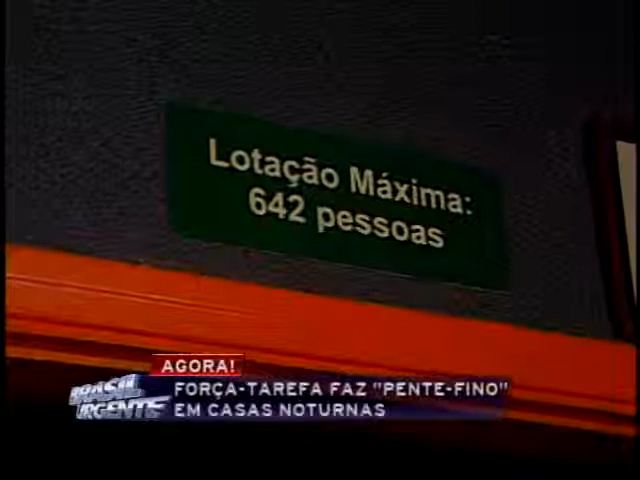 Lotação Máxima:
642 pessoas
AGORA!
BRASIL
URGENTE
FORÇA-TAREFA FAZ "PENTE-FINO"
EM CASAS NOTURNAS